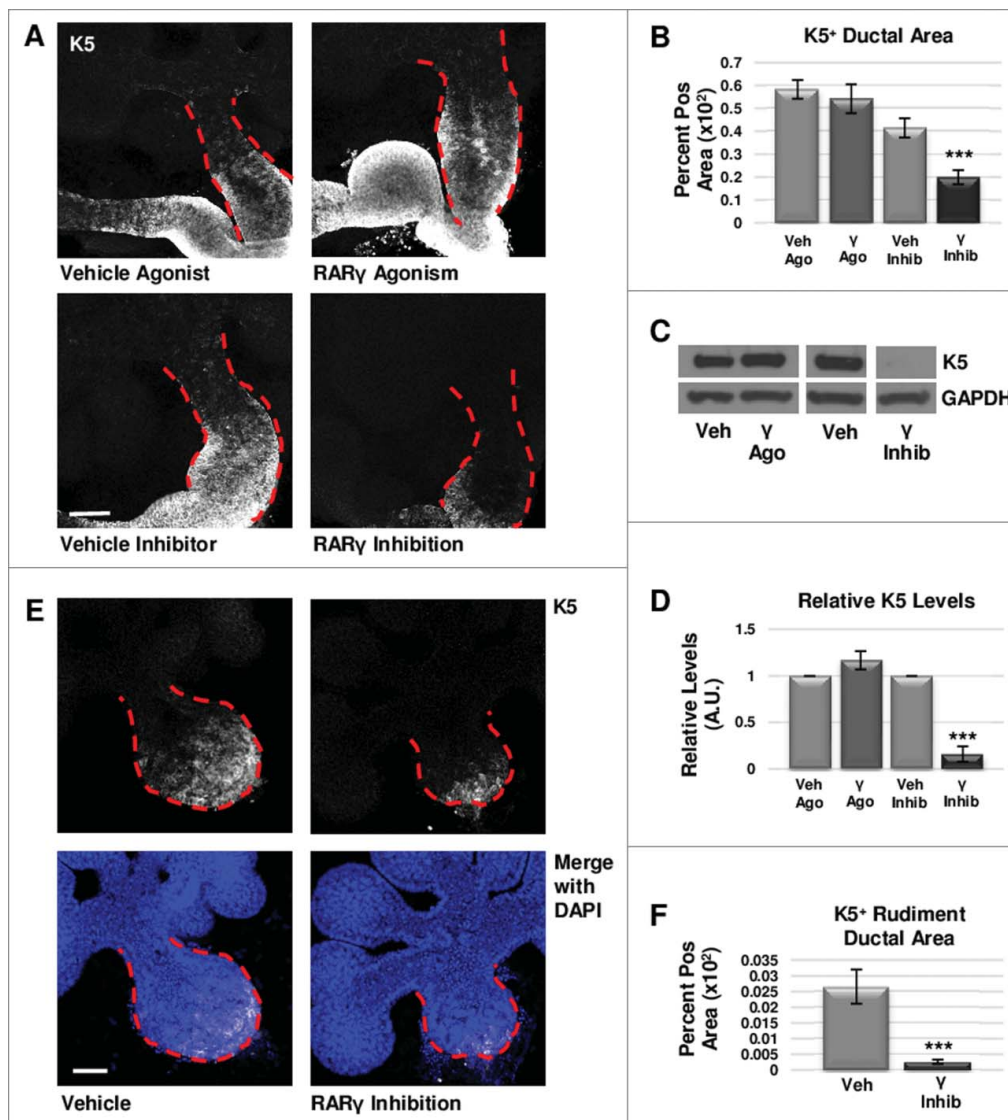 A
K5
Vehicle Agonist
RARγ Agonism
Vehicle Inhibitor
RARγ Inhibition
B
K5⁺ Ductal Area
Percent Pos
Area (x10²)
0.7
0.6
0.5
0.4
0.3
0.2
0.1
0
***
Veh
Ago
γ
Ago
Veh
Inhib
γ
Inhib
C
K5
GAPDH
Veh
γ
Ago
Veh
γ
Inhib
D
Relative K5 Levels
Relative Levels
(A.U.)
1.5
1
0.5
0
***
Veh
Ago
γ
Ago
Veh
Inhib
γ
Inhib
E
K5
Merge
with
DAPI
Vehicle
RARγ Inhibition
F
K5⁺ Rudiment
Ductal Area
Percent Pos
Area (x10²)
0.035
0.03
0.025
0.02
0.015
0.01
0.005
0
***
Veh
γ
Inhib